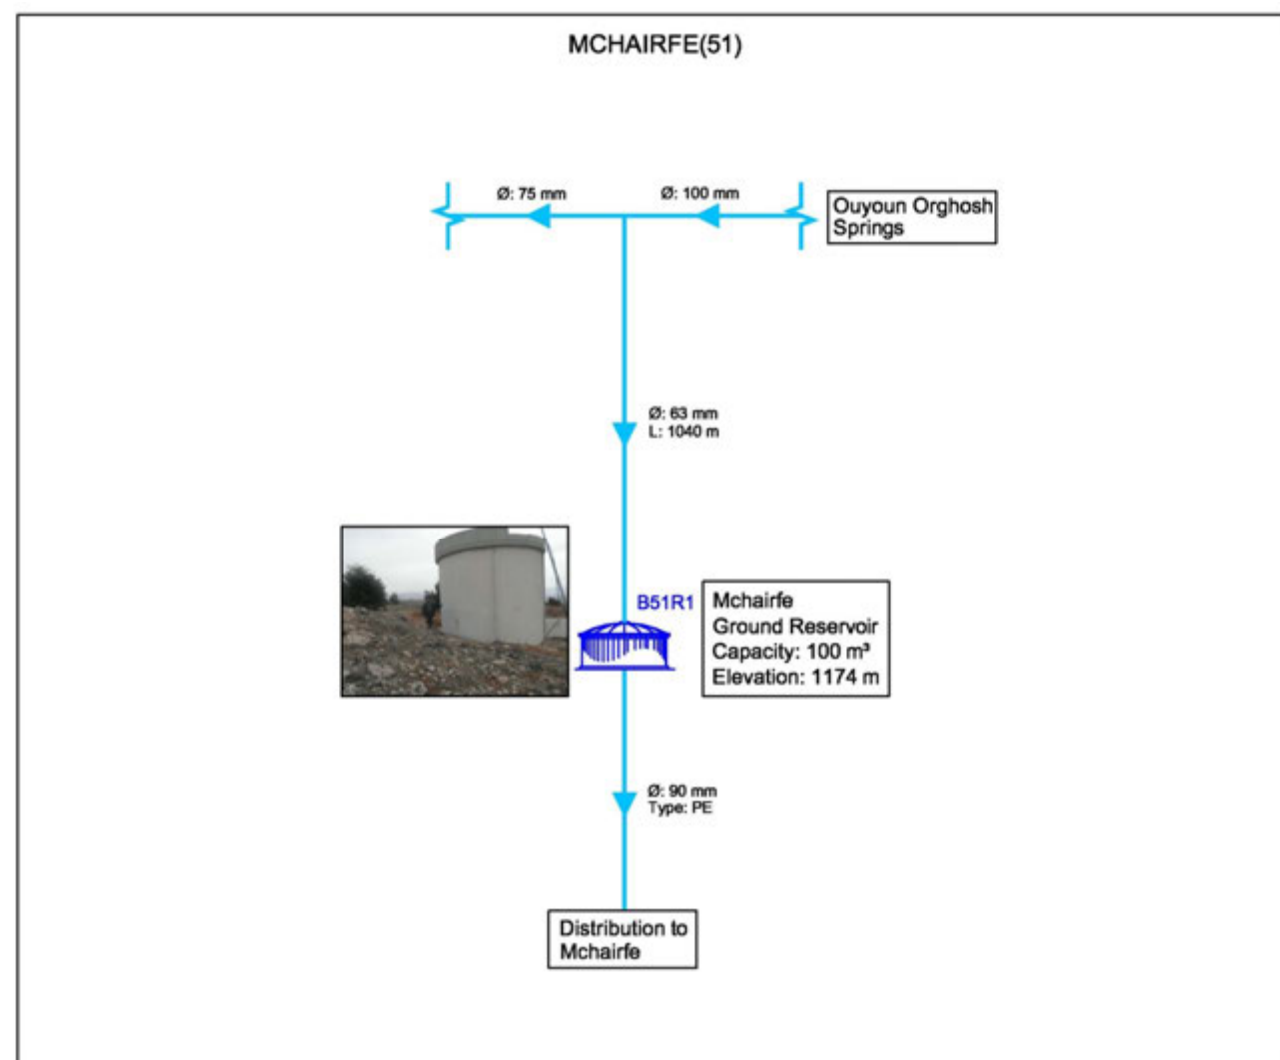 MCHAIRFE(51)
Ø: 75 mm
Ø: 100 mm
Ouyoun Orghosh
Springs
Ø: 63 mm
L: 1040 m
B51R1
Mchairfe
Ground Reservoir
Capacity: 100 m³
Elevation: 1174 m
Ø: 90 mm
Type: PE
Distribution to
Mchairfe